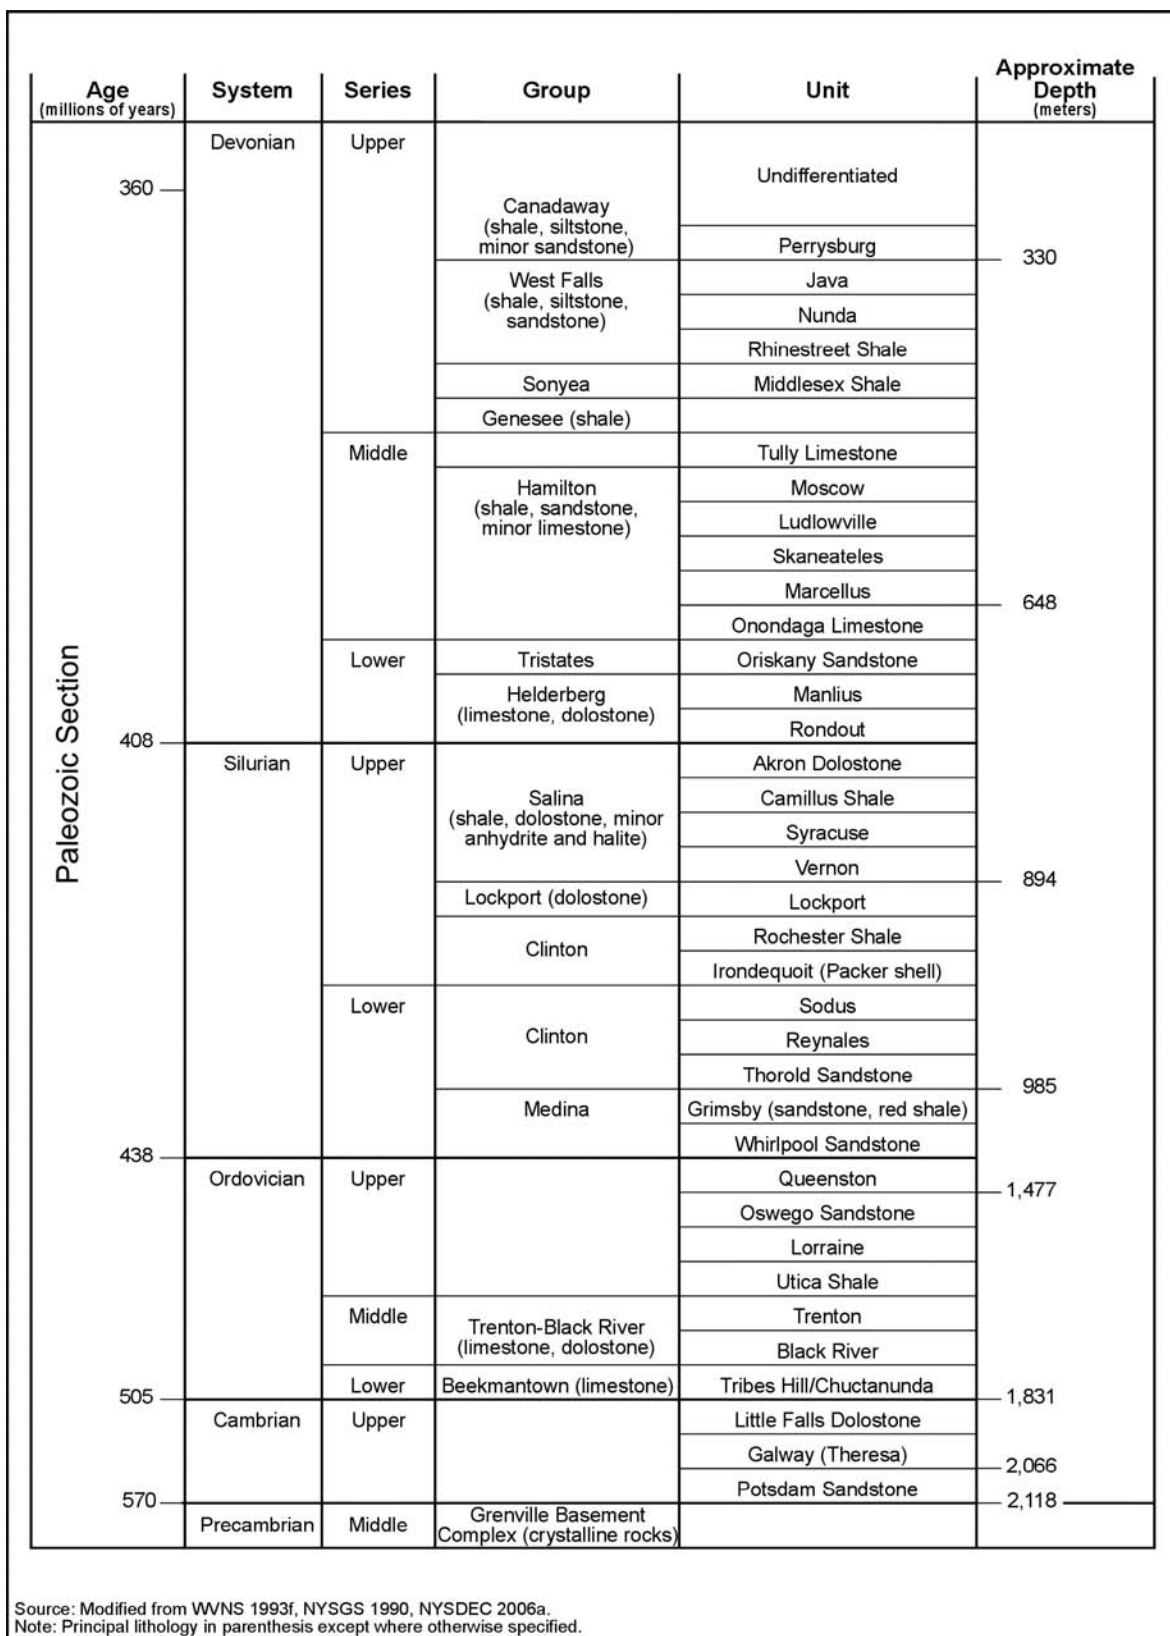 Age
(millions of years)
System
Series
Group
Unit
Approximate
Depth
(meters)
Paleozoic Section
Devonian
Upper
Undifferentiated
360
Canadaway
(shale, siltstone,
minor sandstone)
Perrysburg
330
West Falls
(shale, siltstone,
sandstone)
Java
Nunda
Rhinestreet Shale
Sonyea
Middlesex Shale
Genesee (shale)
Middle
Tully Limestone
Hamilton
(shale, sandstone,
minor limestone)
Moscow
Ludlowville
Skaneateles
Marcellus
648
Onondaga Limestone
Lower
Tristates
Oriskany Sandstone
Helderberg
(limestone, dolostone)
Manlius
Rondout
408
Silurian
Upper
Akron Dolostone
Salina
(shale, dolostone, minor
anhydrite and halite)
Camillus Shale
Syracuse
Vernon
894
Lockport (dolostone)
Lockport
Clinton
Rochester Shale
Irondequoit (Packer shell)
Lower
Clinton
Sodus
Reynales
Thorold Sandstone
985
Medina
Grimsby (sandstone, red shale)
Whirlpool Sandstone
438
Ordovician
Upper
Queenston
1,477
Oswego Sandstone
Lorraine
Utica Shale
Middle
Trenton-Black River
(limestone, dolostone)
Trenton
Black River
Lower
Beekmantown (limestone)
Tribes Hill/Chuctanunda
505
1,831
Cambrian
Upper
Little Falls Dolostone
Galway (Theresa)
2,066
Potsdam Sandstone
570
2,118
Precambrian
Middle
Grenville Basement
Complex (crystalline rocks)
Source: Modified from WVNS 1993f, NYSGS 1990, NYSDEC 2006a.
Note: Principal lithology in parenthesis except where otherwise specified.